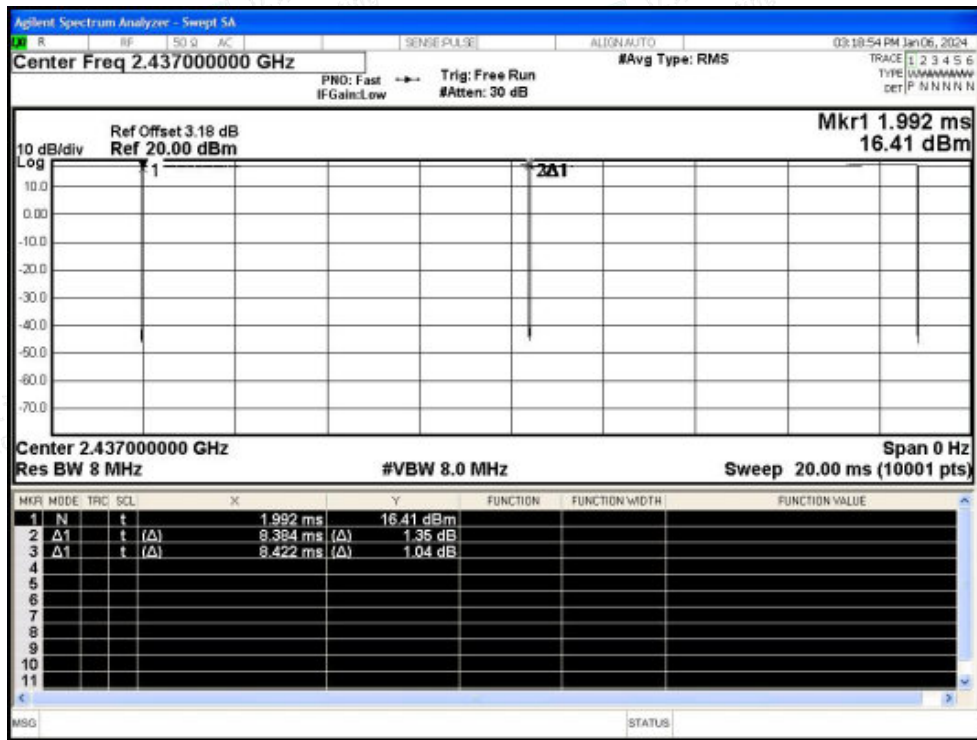 Agilent Spectrum Analyzer - Swept SA
R RF 50 Ω AC SENSE:PULSE ALIGNAUTO 03:18:54 PM Jan 06, 2024
Center Freq 2.437000000 GHz #Avg Type: RMS TRACE 1 2 3 4 5 6
PNO: Fast Trig: Free Run TYPE
IFGain:Low #Atten: 30 dB DET P N N N N N
Mkr1 1.992 ms
Ref Offset 3.18 dB
10 dB/div Ref 20.00 dBm 16.41 dBm
Log
1 2Δ1
10.0
0.00
-10.0
-20.0
-30.0
-40.0
-50.0
-60.0
-70.0
Center 2.437000000 GHz Span 0 Hz
Res BW 8 MHz #VBW 8.0 MHz Sweep 20.00 ms (10001 pts)
MKR MODE TRC SCL X Y FUNCTION FUNCTION WIDTH FUNCTION VALUE
1 N t 1.992 ms 16.41 dBm
2 Δ1 t (Δ) 8.384 ms (Δ) 1.35 dB
3 Δ1 t (Δ) 8.422 ms (Δ) 1.04 dB
4
5
6
7
8
9
10
11
MSG STATUS